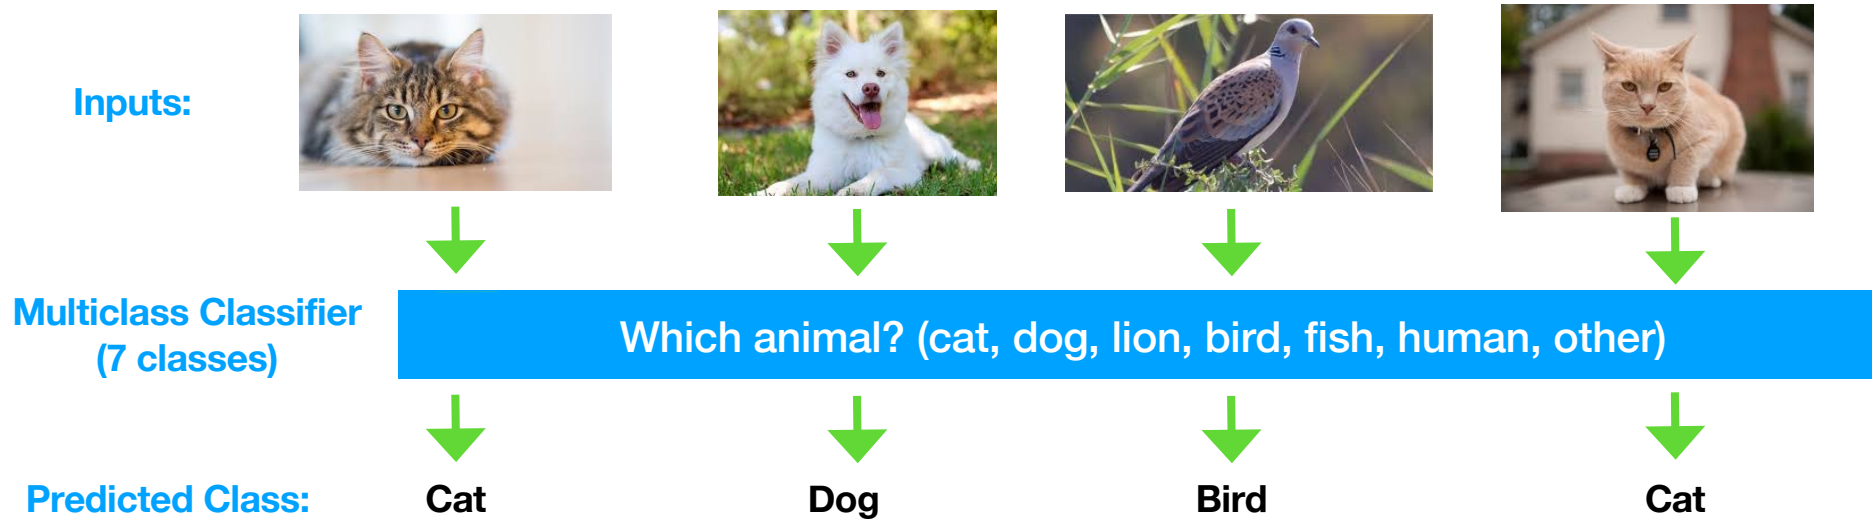 Inputs:
Multiclass Classifier
(7 classes)
Which animal? (cat, dog, lion, bird, fish, human, other)
Predicted Class:
Cat
Dog
Bird
Cat